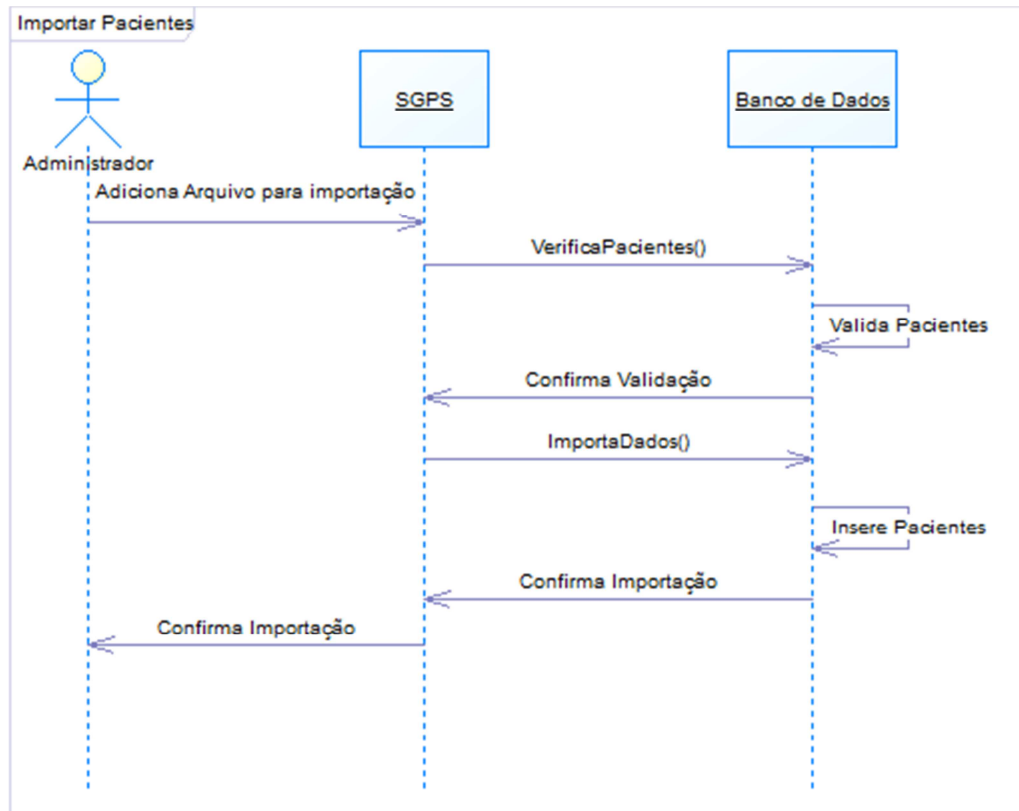 Importar Pacientes
SGPS
Banco de Dados
Administrador
Adiciona Arquivo para importação
VerificaPacientes()
Valida Pacientes
Confirma Validação
ImportaDados()
Insere Pacientes
Confirma Importação
Confirma Importação